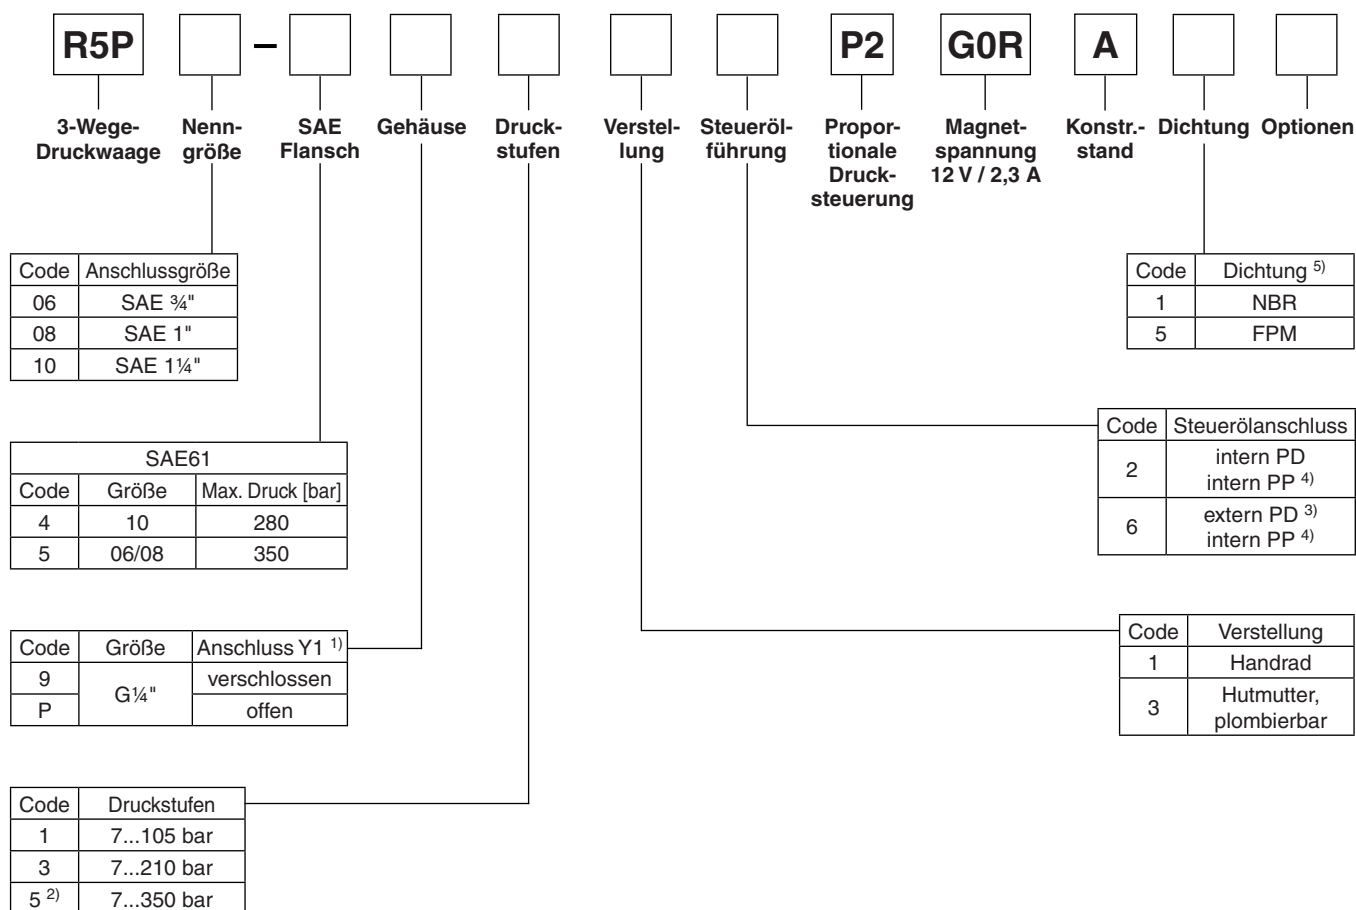 R5P – P2 G0R A
3-Wege- Nenn- SAE Gehäuse Druck- Verstel- Steueröl- Propor- Magnet- Konstr.- Dichtung Optionen
Druckwaage größe Flansch stufen lung führung tionale spannung stand
Druck- 12 V / 2,3 A
steuerung
Code Anschlussgröße
06 SAE ¾"
08 SAE 1"
10 SAE 1¼"
Code Dichtung 5)
1 NBR
5 FPM
SAE61
Code Größe Max. Druck [bar]
4 10 280
5 06/08 350
Code Steuerölanschluss
2 intern PD
intern PP 4)
6 extern PD 3)
intern PP 4)
Code Größe Anschluss Y1 1)
9 G¼" verschlossen
P offen
Code Verstellung
1 Handrad
3 Hutmutter,
plombierbar
Code Druckstufen
1 7...105 bar
3 7...210 bar
5 2) 7...350 bar